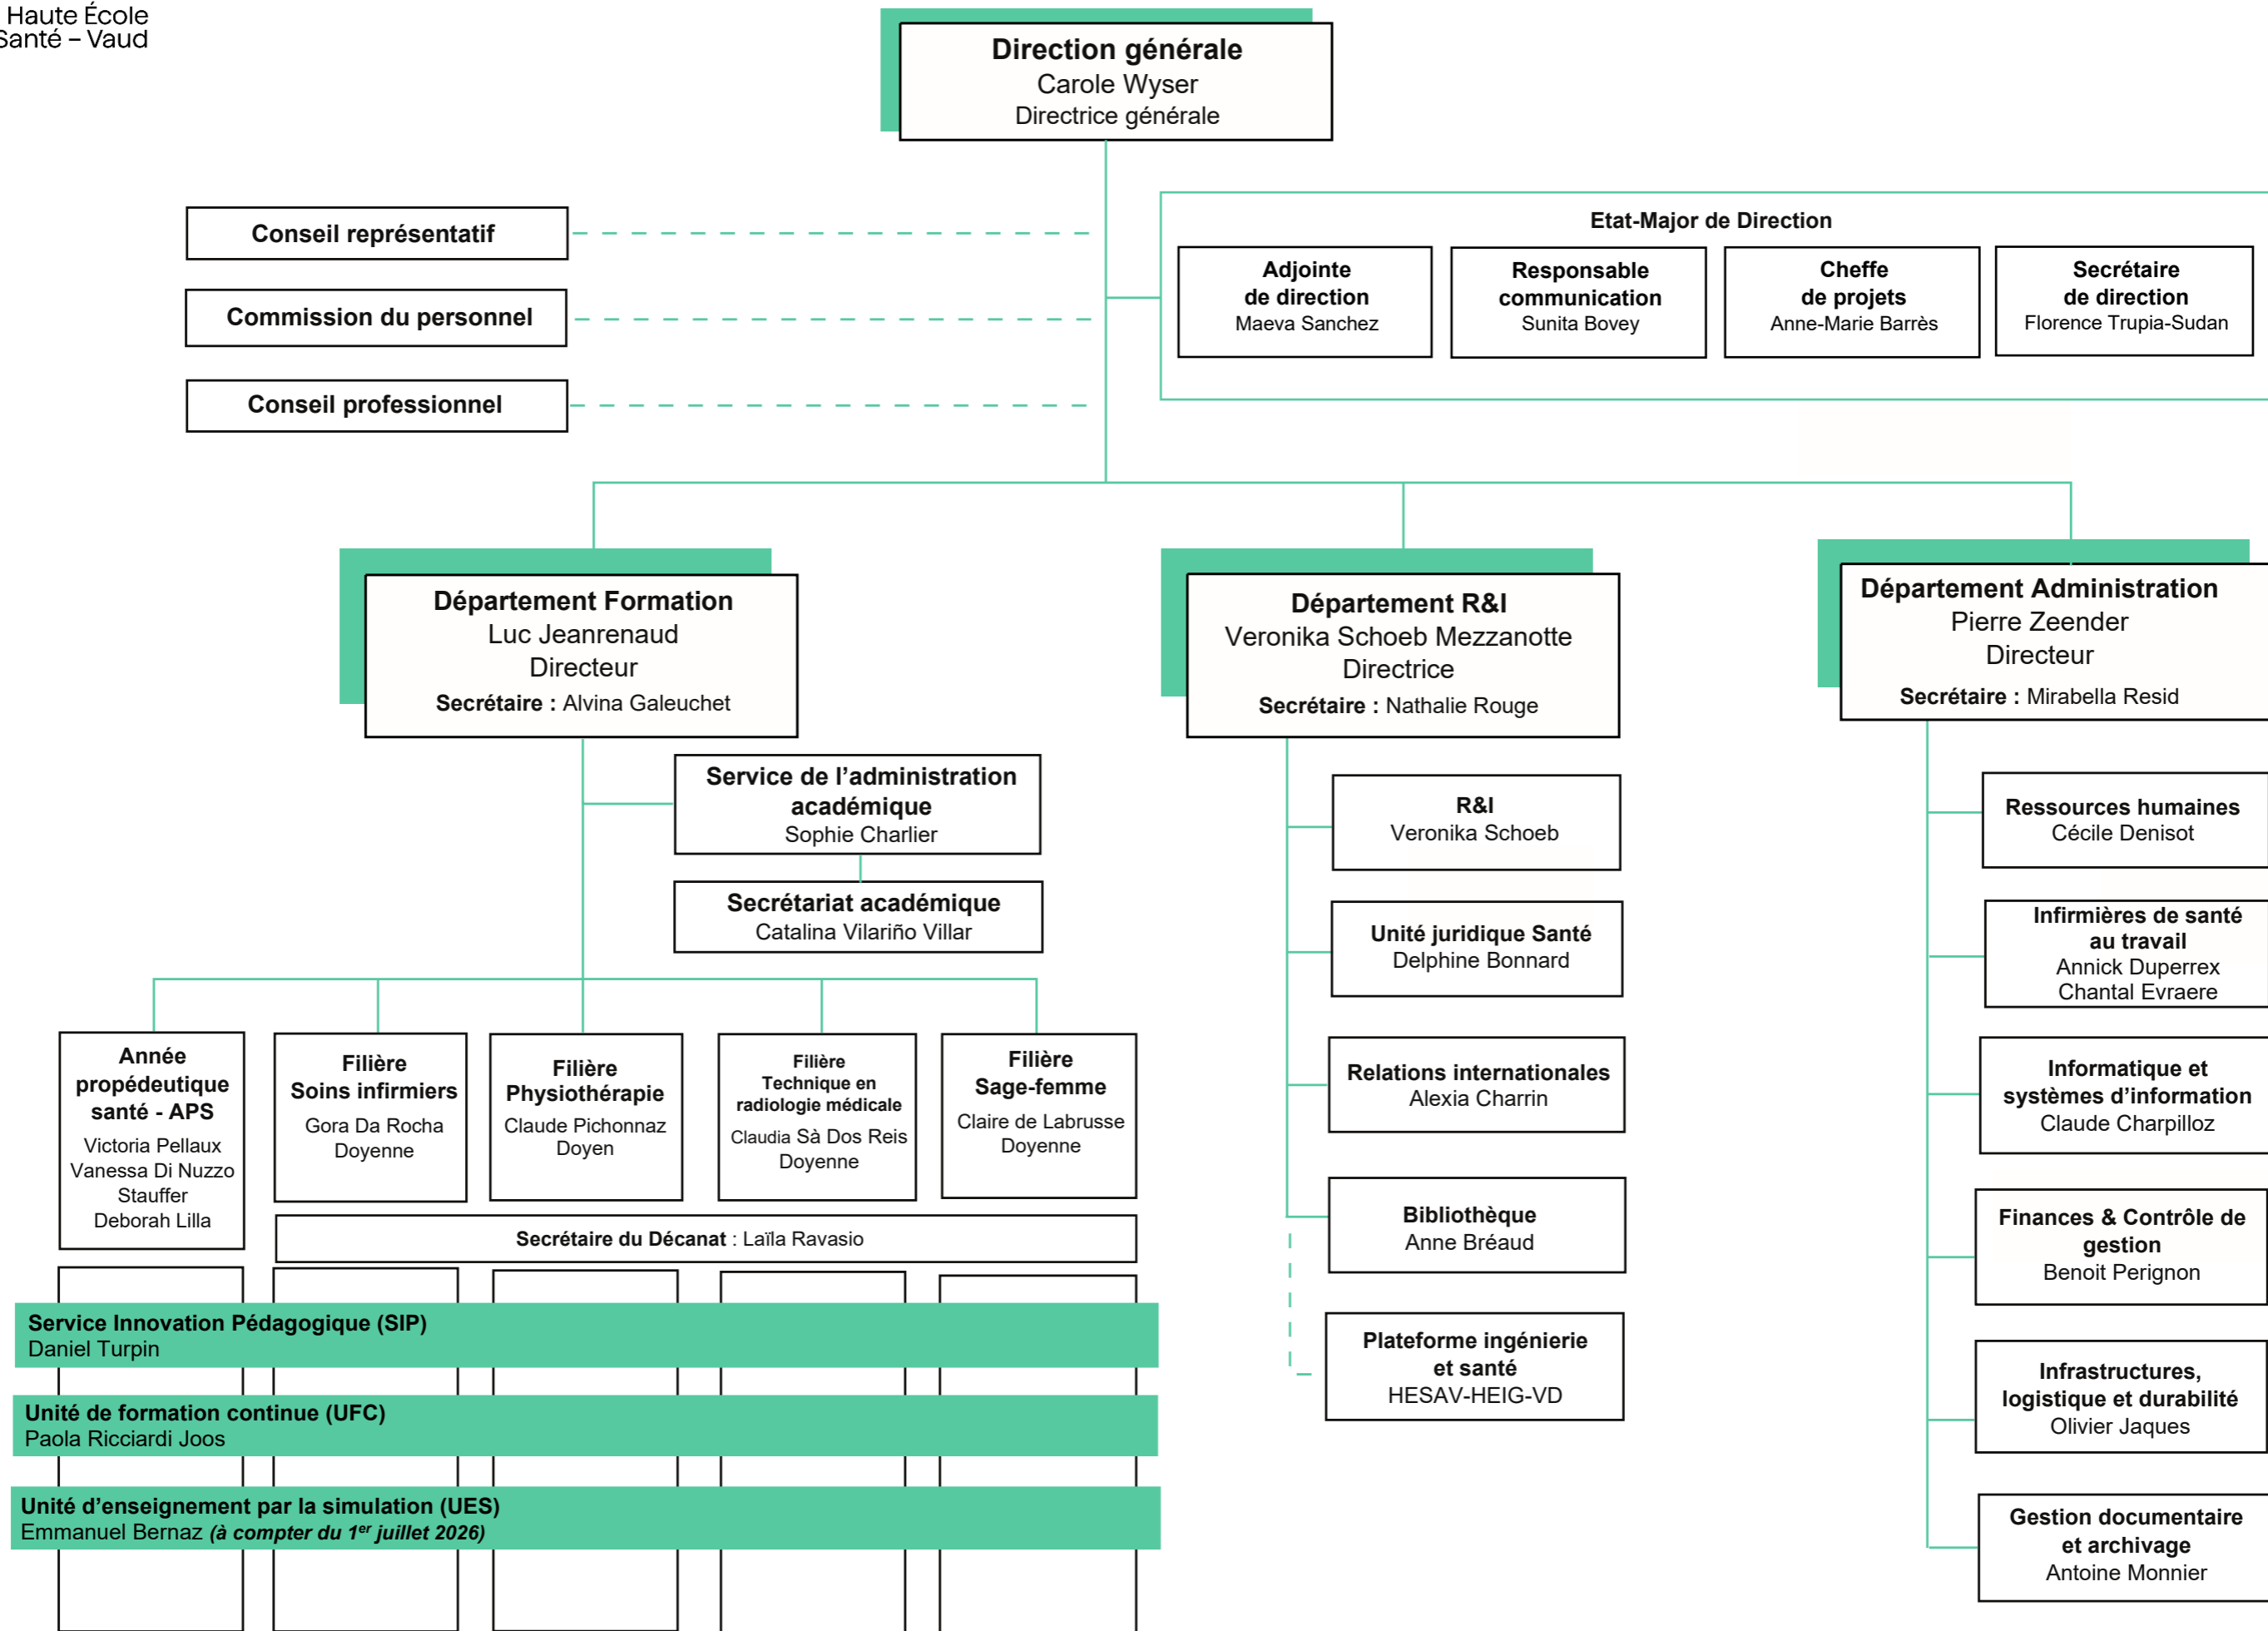 Haute École
Santé – Vaud
Direction générale
Carole Wyser
Directrice générale
Conseil représentatif
Commission du personnel
Conseil professionnel
Etat-Major de Direction
Adjointe
de direction
Maeva Sanchez
Responsable
communication
Sunita Bovey
Cheffe
de projets
Anne-Marie Barrès
Secrétaire
de direction
Florence Trupia-Sudan
Département Formation
Luc Jeanrenaud
Directeur
Secrétaire : Alvina Galeuchet
Département R&I
Veronika Schoeb Mezzanotte
Directrice
Secrétaire : Nathalie Rouge
Département Administration
Pierre Zeender
Directeur
Secrétaire : Mirabella Resid
Service de l’administration
académique
Sophie Charlier
Secrétariat académique
Catalina Vilariño Villar
Année
propédeutique
santé - APS
Victoria Pellaux
Vanessa Di Nuzzo
Stauffer
Deborah Lilla
Filière
Soins infirmiers
Gora Da Rocha
Doyenne
Filière
Physiothérapie
Claude Pichonnaz
Doyen
Filière
Technique en
radiologie médicale
Claudia Sà Dos Reis
Doyenne
Filière
Sage-femme
Claire de Labrusse
Doyenne
Secrétaire du Décanat : Laïla Ravasio
Service Innovation Pédagogique (SIP)
Daniel Turpin
Unité de formation continue (UFC)
Paola Ricciardi Joos
Unité d’enseignement par la simulation (UES)
Emmanuel Bernaz (à compter du 1er juillet 2026)
R&I
Veronika Schoeb
Unité juridique Santé
Delphine Bonnard
Relations internationales
Alexia Charrin
Bibliothèque
Anne Bréaud
Plateforme ingénierie
et santé
HESAV-HEIG-VD
Ressources humaines
Cécile Denisot
Infirmières de santé
au travail
Annick Duperrex
Chantal Evraere
Informatique et
systèmes d’information
Claude Charpilloz
Finances & Contrôle de
gestion
Benoit Perignon
Infrastructures,
logistique et durabilité
Olivier Jaques
Gestion documentaire
et archivage
Antoine Monnier